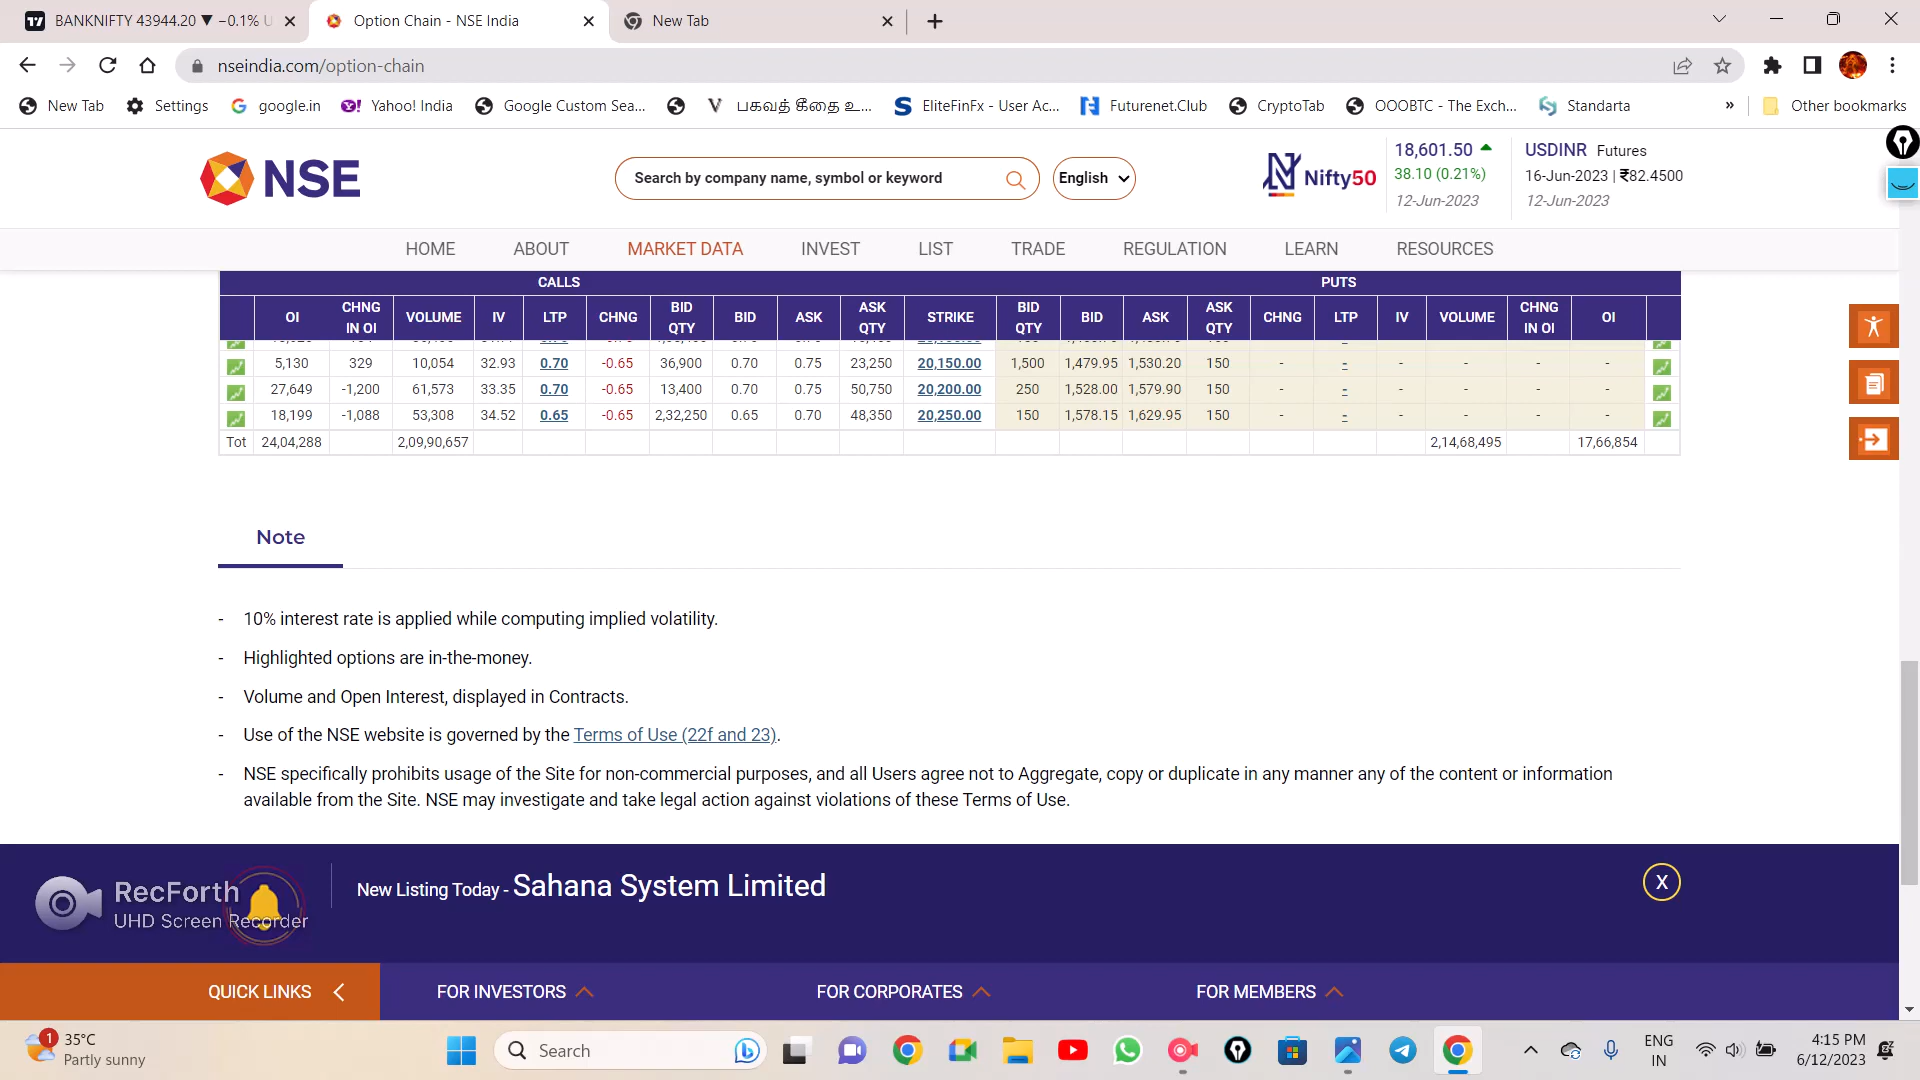 BANKNIFTY 43944.20 ▼ −0.1% U
Option Chain - NSE India
New Tab
nseindia.com/option-chain
New Tab
Settings
google.in
Yahoo! India
Google Custom Sea...
பகவத் கீதை உ...
EliteFinFx - User Ac...
Futurenet.Club
CryptoTab
OOOBTC - The Exch...
Standarta
»
Other bookmarks
NSE
Search by company name, symbol or keyword
English
Nifty50
18,601.50
38.10 (0.21%)
12-Jun-2023
USDINR Futures
16-Jun-2023 | ₹82.4500
12-Jun-2023
HOME ABOUT MARKET DATA INVEST LIST TRADE REGULATION LEARN RESOURCES
CALLS PUTS
OI CHNG IN OI VOLUME IV LTP CHNG BID QTY BID ASK ASK QTY STRIKE BID QTY BID ASK ASK QTY CHNG LTP IV VOLUME CHNG IN OI OI
5,130 329 10,054 32.93 0.70 -0.65 36,900 0.70 0.75 23,250 20,150.00 1,500 1,479.95 1,530.20 150 - - - - - -
27,649 -1,200 61,573 33.35 0.70 -0.65 13,400 0.70 0.75 50,750 20,200.00 250 1,528.00 1,579.90 150 - - - - - -
18,199 -1,088 53,308 34.52 0.65 -0.65 2,32,250 0.65 0.70 48,350 20,250.00 150 1,578.15 1,629.95 150 - - - - - -
Tot 24,04,288 2,09,90,657 2,14,68,495 17,66,854
Note
- 10% interest rate is applied while computing implied volatility.
- Highlighted options are in-the-money.
- Volume and Open Interest, displayed in Contracts.
- Use of the NSE website is governed by the Terms of Use (22f and 23).
- NSE specifically prohibits usage of the Site for non-commercial purposes, and all Users agree not to Aggregate, copy or duplicate in any manner any of the content or information
available from the Site. NSE may investigate and take legal action against violations of these Terms of Use.
RecForth
UHD Screen Recorder
New Listing Today - Sahana System Limited
X
QUICK LINKS
FOR INVESTORS
FOR CORPORATES
FOR MEMBERS
1
35°C
Partly sunny
Search
ENG
IN
4:15 PM
6/12/2023